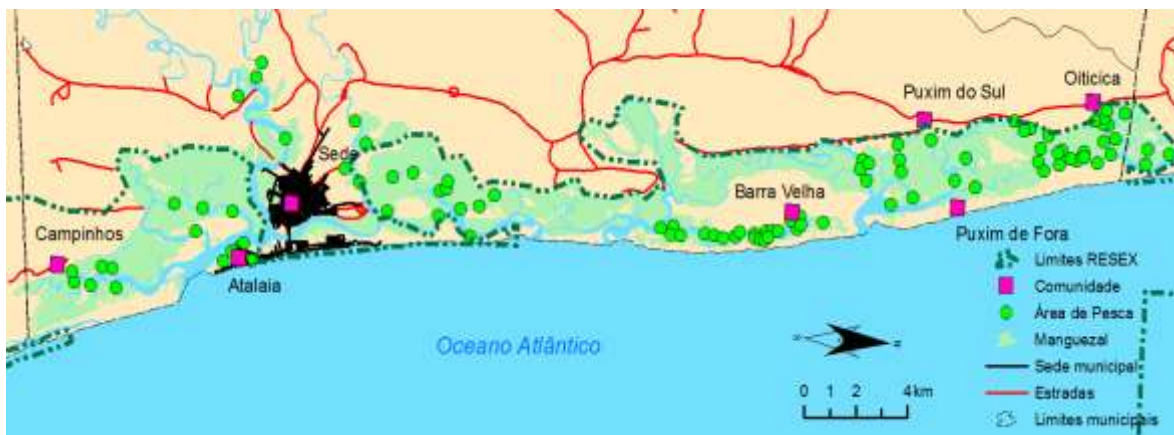 Oiticica
Puxim do Sul
Sede
Barra Velha
Campinhos
Puxim de Fora
Atalaia
Oceano Atlântico
Limites RESEX
Comunidade
Área de Pesca
Manguezal
Sede municipal
Estradas
Limites municipais
0 1 2 4 km